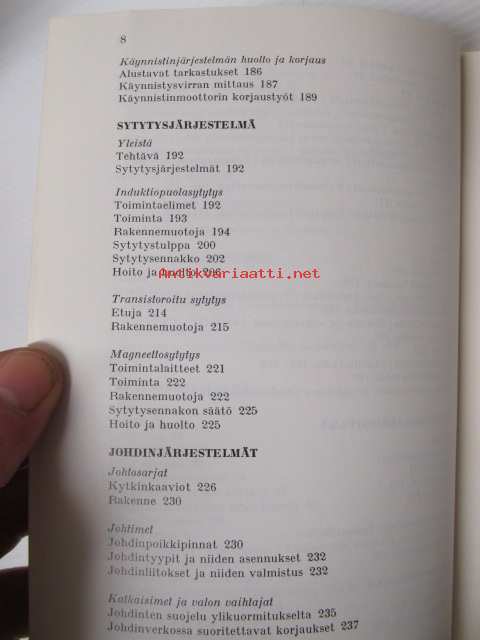 8
Käynnistinjärjestelmän huolto ja korjaus
Alustavat tarkastukset 186
Käynnistysvirran mittaus 187
Käynnistinmoottorin korjaustyöt 189
SYTYTYSJÄRJESTELMÄ
Yleistä
Tehtävä 192
Sytytysjärjestelmät 192
Induktiopuolasytytys
Toimintaelimet 192
Toiminta 193
Rakennemuotoja 194
Sytytystulppa 200
Sytytysennakko 202
Hoito ja huolto 206
Antikvariaatti.net
Transistoroitu sytytys
Etuja 214
Rakennemuotoja 215
Magneettosytytys
Toimintalaitteet 221
Toiminta 222
Rakennemuotoja 222
Sytytysennakon säätö 225
Hoito ja huolto 225
JOHDINJÄRJESTELMÄT
Johtosarjat
Kytkinkaaviot 226
Rakenne 230
Johtimet
Johdinpoikkipinnat 230
Johdintyypit ja niiden asennukset 232
Johdinliitokset ja niiden valmistus 232
Katkaisimet ja valon vaihtajat
Johdinten suojelu ylikuormitukselta 235
Johdinverkossa suoritettavat korjaukset 237